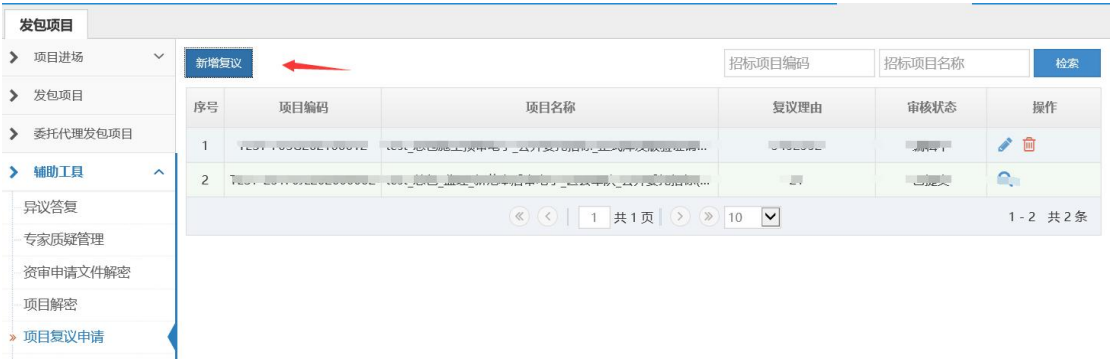 发包项目
项目进场
发包项目
委托代理发包项目
辅助工具
异议答复
专家质疑管理
资审申请文件解密
项目解密
项目复议申请
新增复议
招标项目编码 招标项目名称 检索
序号 项目编码 项目名称 复议理由 审核状态 操作
1
2
1 共1页 10 1 - 2 共2条